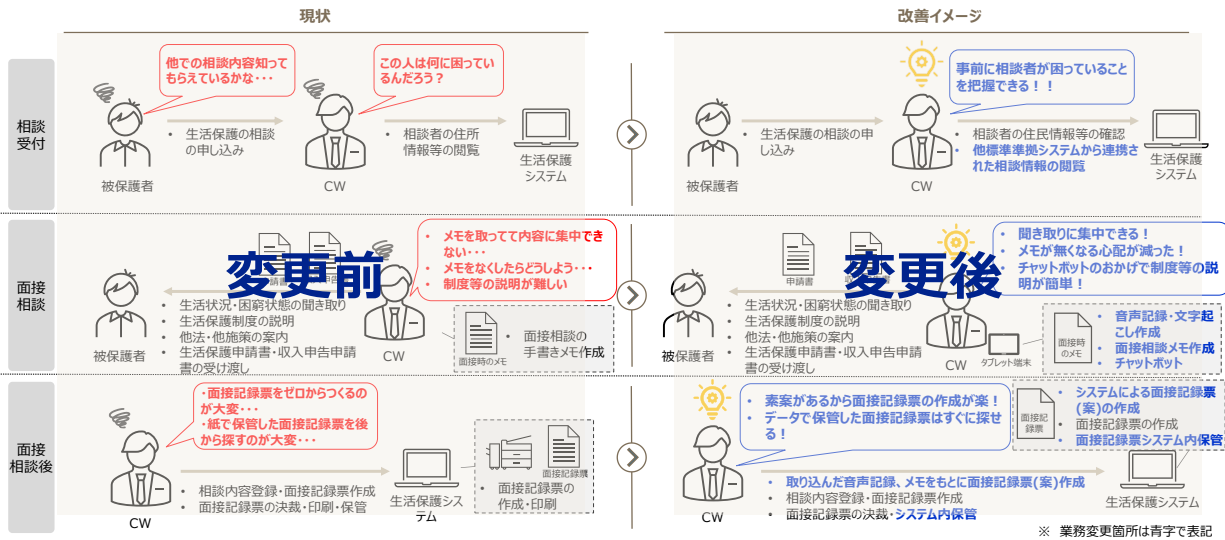 現状
改善イメージ
相談
受付
他での相談内容知って
もらえているかな・・・
この人は何に困ってい
るんだろう？
• 生活保護の相談
の申し込み
• 相談者の住所
情報等の閲覧
被保護者
CW
生活保護
システム
事前に相談者が困っていること
を把握できる！！
• 生活保護の相談の申
し込み
• 相談者の住民情報等の確認
• 他標準準拠システムから連携さ
れた相談情報の閲覧
被保護者
CW
生活保護
システム
面接
相談
変更前
• メモを取ってて内容に集中でき
ない・・・
• メモをなくしたらどうしよう・・・
• 制度等の説明が難しい
• 生活状況・困窮状態の聞き取り
• 生活保護制度の説明
• 他法・他施策の案内
• 生活保護申請書・収入申告申請
書の受け渡し
被保護者
CW
面接時のメモ
• 面接相談の
手書きメモ作成
変更後
申請書
• 聞き取りに集中できる！
• メモが無くなる心配が減った！
• チャットボットのおかげで制度等の説
明が簡単！
• 生活状況・困窮状態の聞き取り
• 生活保護制度の説明
• 他法・他施策の案内
• 生活保護申請書・収入申告申請
書の受け渡し
被保護者
CW
タブレット端末
面接時
のメモ
• 音声記録・文字起
こし作成
• 面接相談メモ作成
• チャットボット
面接
相談後
・面接記録票をゼロからつくるの
が大変・・・
・紙で保管した面接記録票を後
から探すのが大変・・・
• 相談内容登録・面接記録票作成
• 面接記録票の決裁・印刷・保管
CW
生活保護シス
テム
面接記録票
• 面接記録票の
作成・印刷
• 素案があるから面接記録票の作成が楽！
• データで保管した面接記録票はすぐに探せ
る！
• 取り込んだ音声記録、メモをもとに面接記録票(案)作成
• 相談内容登録・面接記録票作成
• 面接記録票の決裁・システム内保管
CW
面接記
録票
• システムによる面接記録票
(案)の作成
• 面接記録票の作成
• 面接記録票システム内保管
生活保護システム
※ 業務変更箇所は青字で表記